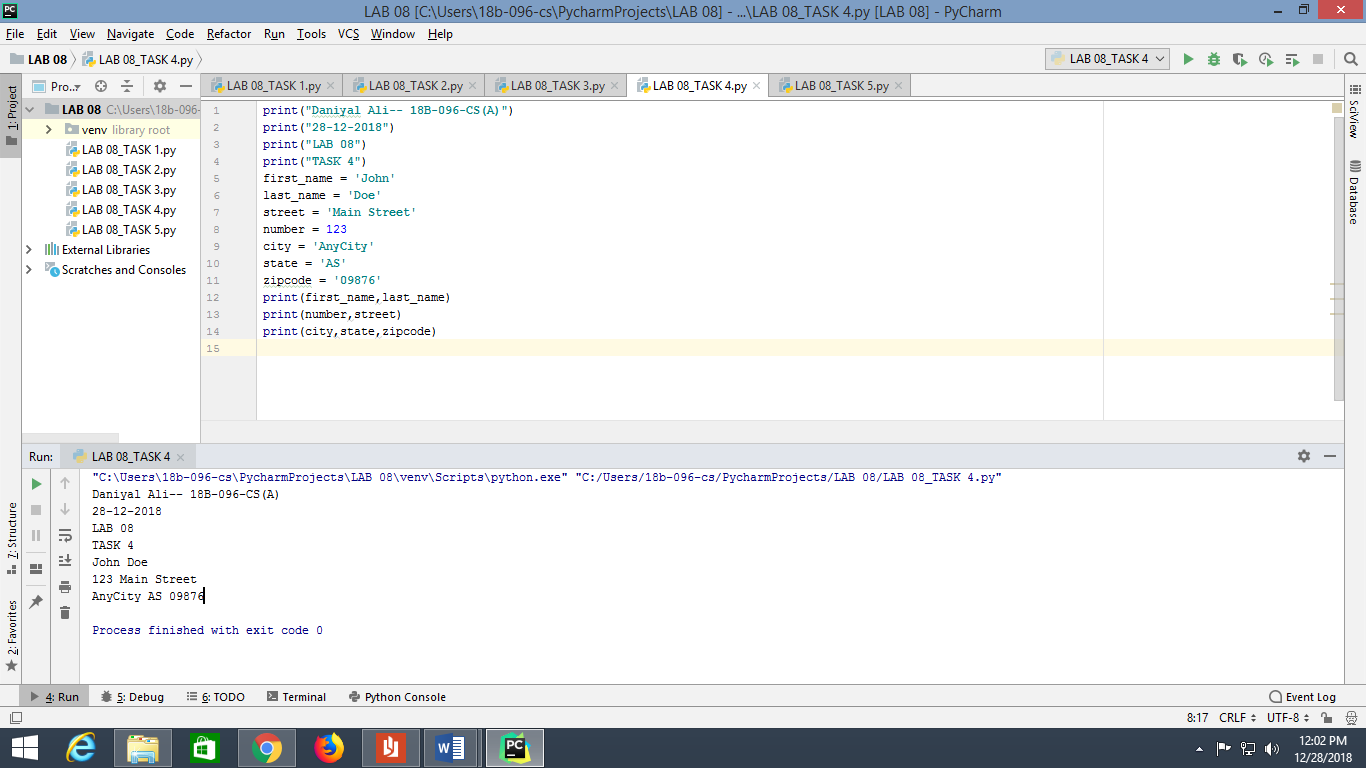 LAB 08 [C:\Users\18b-096-cs\PycharmProjects\LAB 08] - ...\LAB 08_TASK 4.py [LAB 08] - PyCharm
File Edit View Navigate Code Refactor Run Tools VCS Window Help
LAB 08 LAB 08_TASK 4.py LAB 08_TASK 4
1: Project
Pro..
LAB 08_TASK 1.py LAB 08_TASK 2.py LAB 08_TASK 3.py LAB 08_TASK 4.py LAB 08_TASK 5.py
LAB 08 C:\Users\18b-096-
venv library root
LAB 08_TASK 1.py
LAB 08_TASK 2.py
LAB 08_TASK 3.py
LAB 08_TASK 4.py
LAB 08_TASK 5.py
External Libraries
Scratches and Consoles
1 print("Daniyal Ali-- 18B-096-CS(A)")
2 print("28-12-2018")
3 print("LAB 08")
4 print("TASK 4")
5 first_name = 'John'
6 last_name = 'Doe'
7 street = 'Main Street'
8 number = 123
9 city = 'AnyCity'
10 state = 'AS'
11 zipcode = '09876'
12 print(first_name,last_name)
13 print(number,street)
14 print(city,state,zipcode)
15
SciView
Database
Run: LAB 08_TASK 4
"C:\Users\18b-096-cs\PycharmProjects\LAB 08\venv\Scripts\python.exe" "C:/Users/18b-096-cs/PycharmProjects/LAB 08/LAB 08_TASK 4.py"
Daniyal Ali-- 18B-096-CS(A)
28-12-2018
LAB 08
TASK 4
John Doe
123 Main Street
AnyCity AS 09876
Process finished with exit code 0
7: Structure
2: Favorites
4: Run 5: Debug 6: TODO Terminal Python Console Event Log
8:17 CRLF UTF-8
PC
12:02 PM
12/28/2018